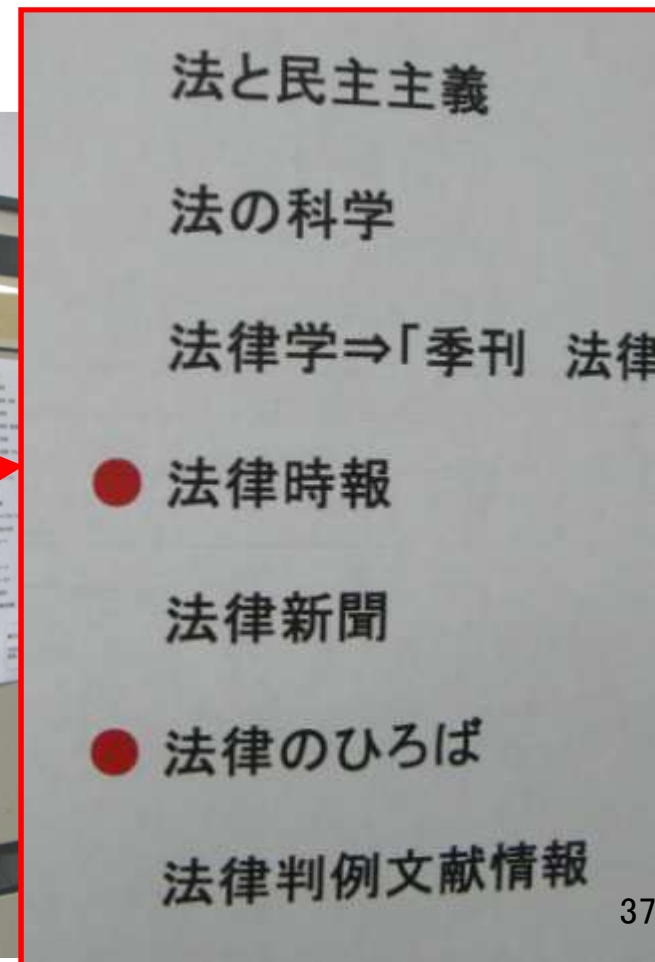 法と民主主義
法の科学
法律学⇒「季刊 法律
● 法律時報
法律新聞
● 法律のひろば
法律判例文献情報
37